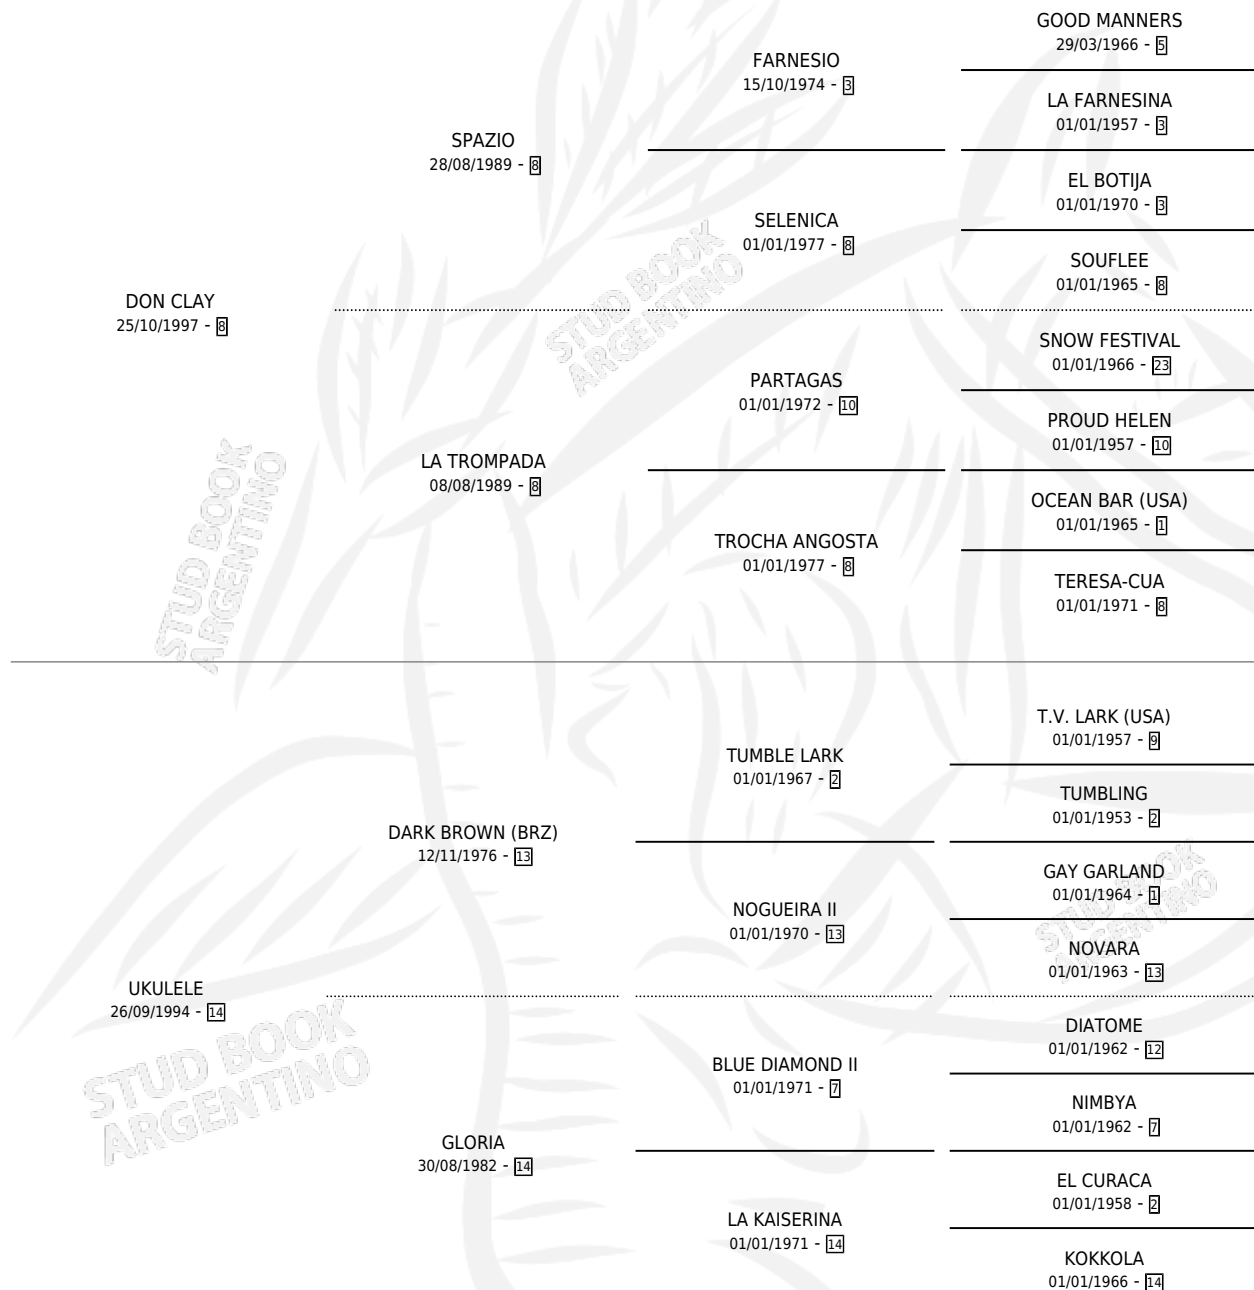 GOOD MANNERS
29/03/1966 - 5
FARNESIO
15/10/1974 - 3
LA FARNESINA
01/01/1957 - 3
SPAZIO
28/08/1989 - 8
EL BOTIJA
01/01/1970 - 3
SELENICA
01/01/1977 - 8
SOUFLEE
01/01/1965 - 8
DON CLAY
25/10/1997 - 8
STUD BOOK
ARGENTINO
SNOW FESTIVAL
01/01/1966 - 23
PARTAGAS
01/01/1972 - 10
PROUD HELEN
01/01/1957 - 10
LA TROMPADA
08/08/1989 - 8
OCEAN BAR (USA)
01/01/1965 - 1
TROCHA ANGOSTA
01/01/1977 - 8
TERESA-CUA
01/01/1971 - 8
STUD BOOK
ARGENTINO
T.V. LARK (USA)
01/01/1957 - 9
TUMBLE LARK
01/01/1967 - 2
TUMBLING
01/01/1953 - 2
DARK BROWN (BRZ)
12/11/1976 - 13
GAY GARLAND
01/01/1964 - 1
NOGUEIRA II
01/01/1970 - 13
NOVARA
01/01/1963 - 13
STUD BOOK
ARGENTINO
UKULELE
26/09/1994 - 14
DIATOME
01/01/1962 - 12
BLUE DIAMOND II
01/01/1971 - 7
NIMBYA
01/01/1962 - 7
STUD BOOK
ARGENTINO
GLORIA
30/08/1982 - 14
EL CURACA
01/01/1958 - 2
LA KAISERINA
01/01/1971 - 14
KOKKOLA
01/01/1966 - 14